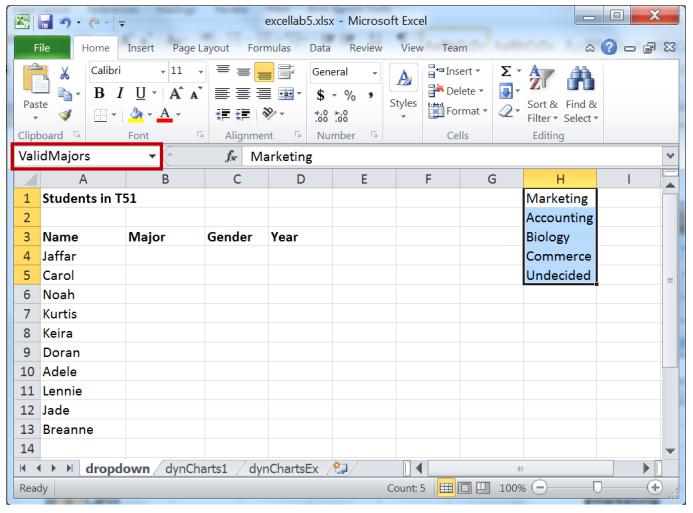 excellab5.xlsx - Microsoft Excel
File Home Insert Page Layout Formulas Data Review View Team
Calibri 11 General Insert Σ
Paste B I U A A $ % , Styles Delete Sort & Find &
A .00 .00 Format Filter Select
Clipboard Font Alignment Number Cells Editing
ValidMajors fx Marketing
A B C D E F G H I
1 Students in T51 Marketing
2 Accounting
3 Name Major Gender Year Biology
4 Jaffar Commerce
5 Carol Undecided
6 Noah
7 Kurtis
8 Keira
9 Doran
10 Adele
11 Lennie
12 Jade
13 Breanne
14
dropdown dynCharts1 dynChartsEx
Ready Count: 5 100%